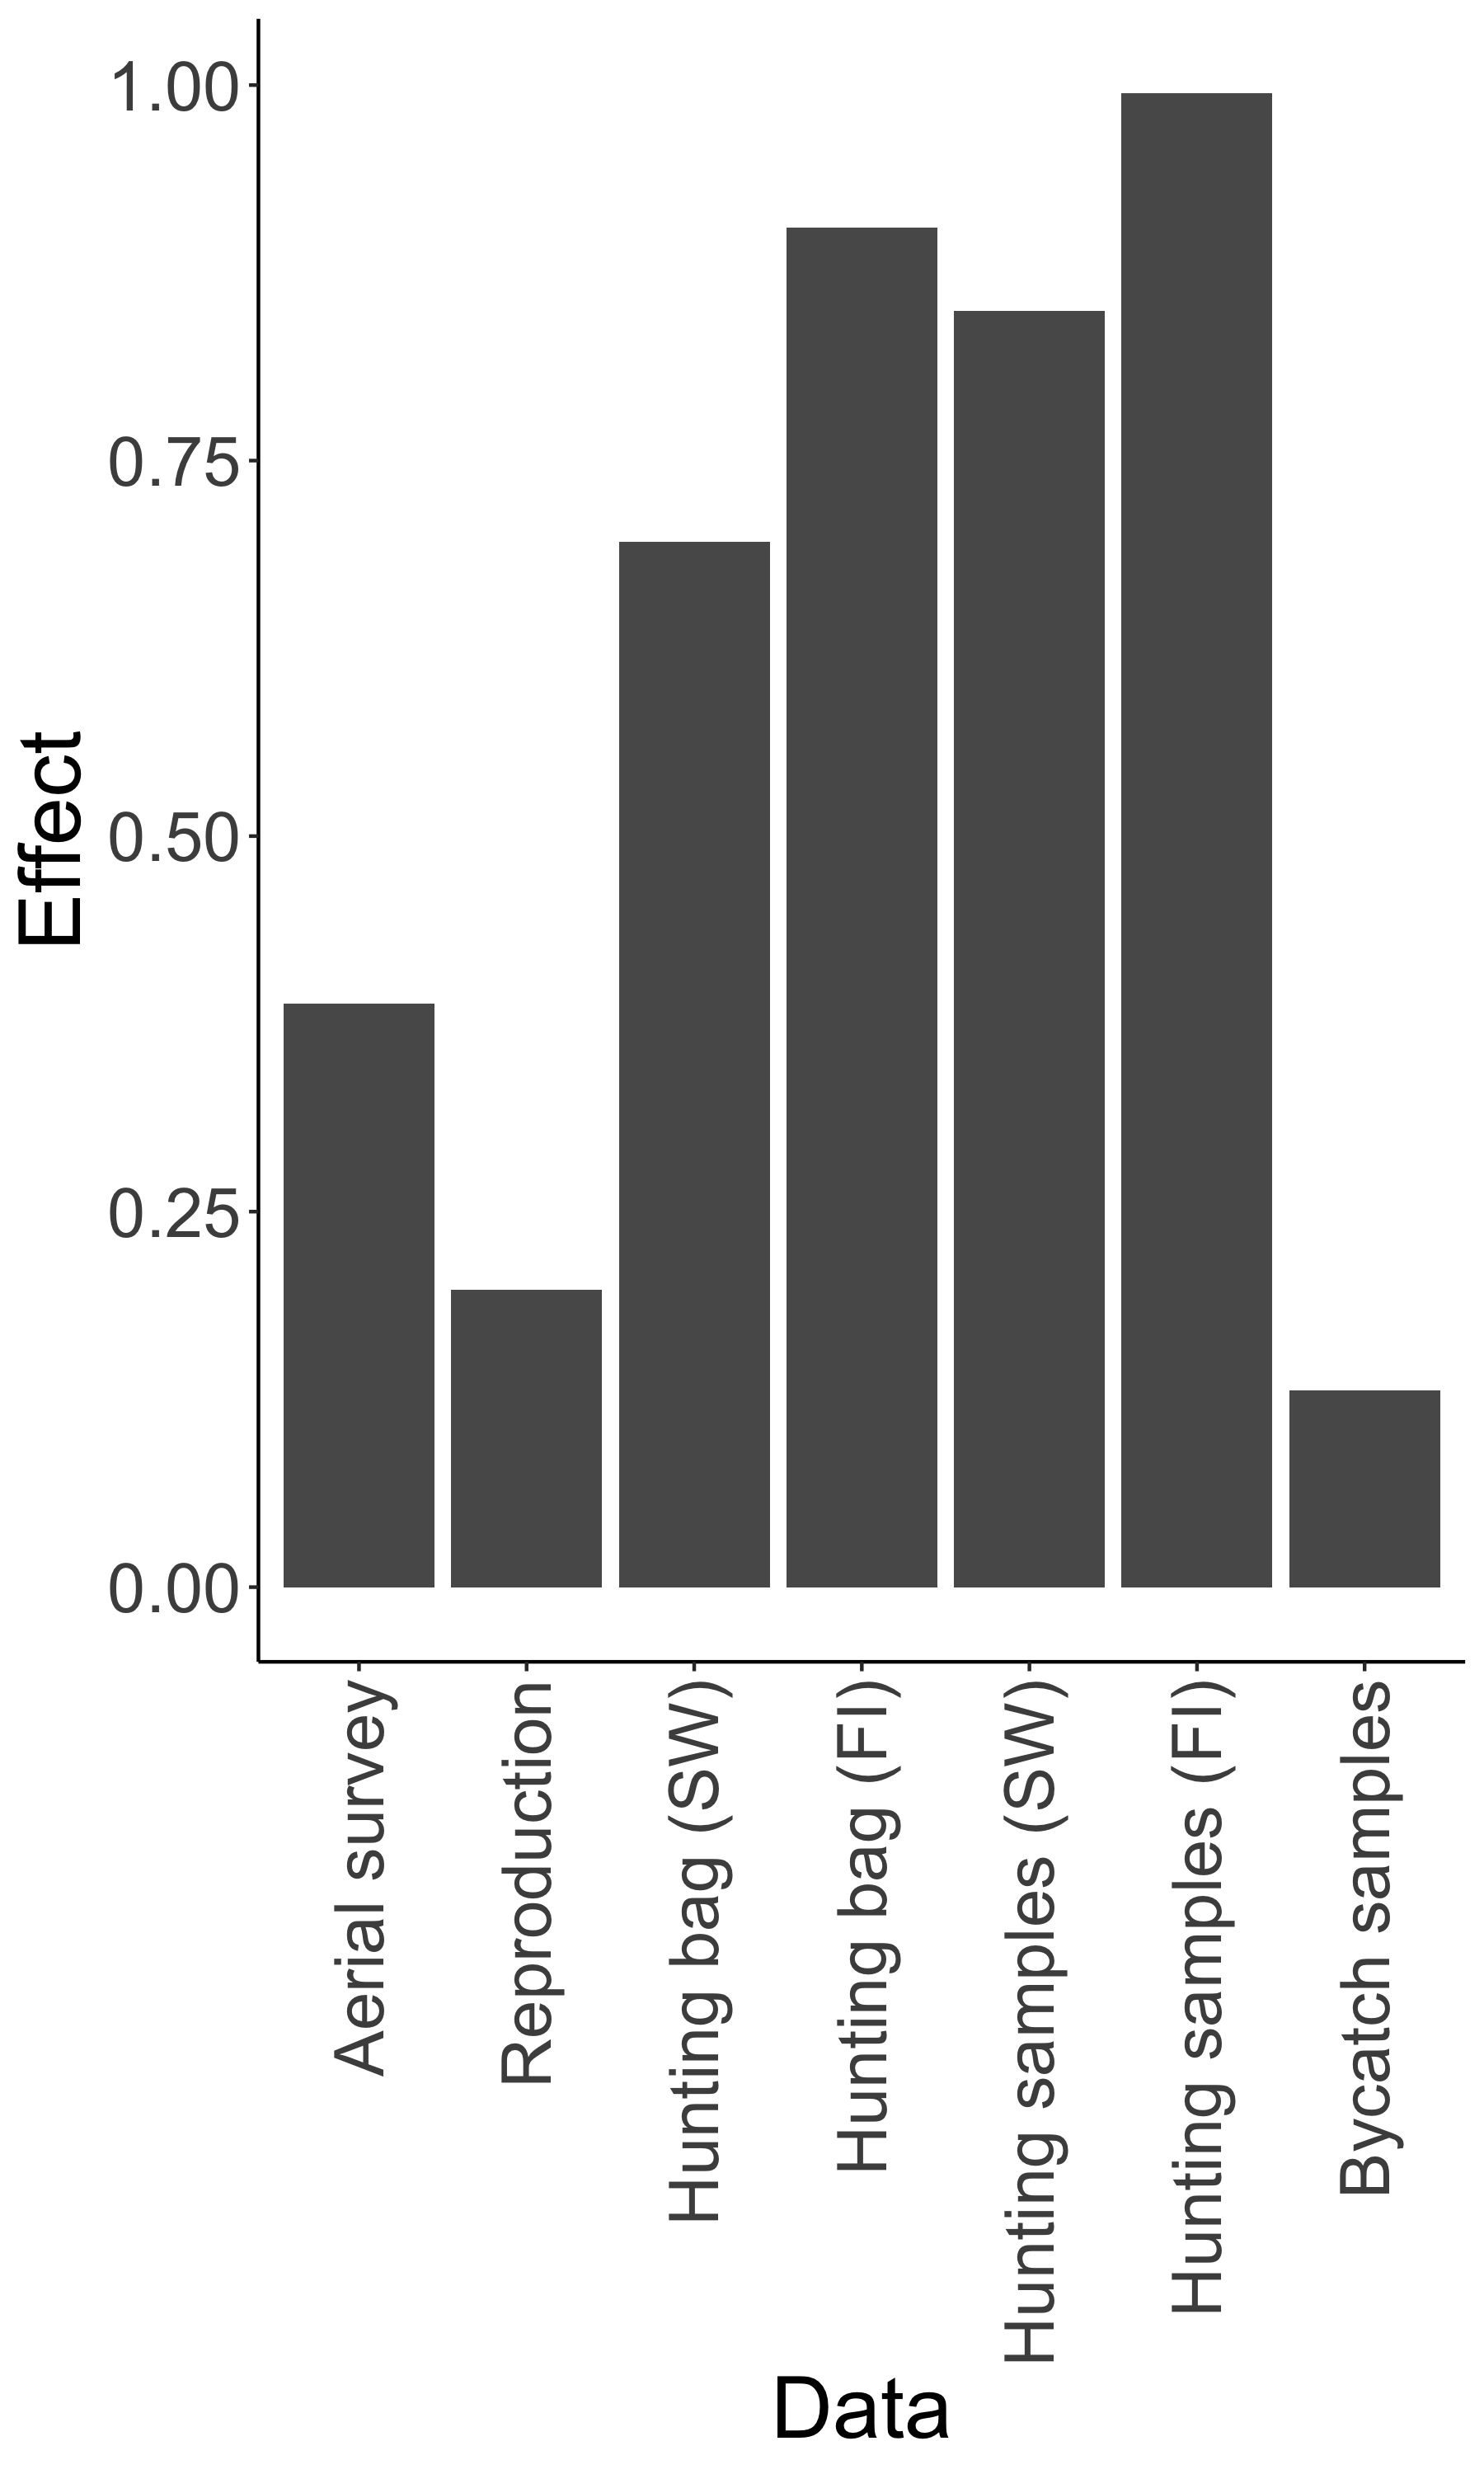 Effect
1.00
0.75
0.50
0.25
0.00
Aerial survey
Reproduction
Hunting bag (SW)
Hunting bag (FI)
Hunting samples (SW)
Hunting samples (FI)
Bycatch samples
Data